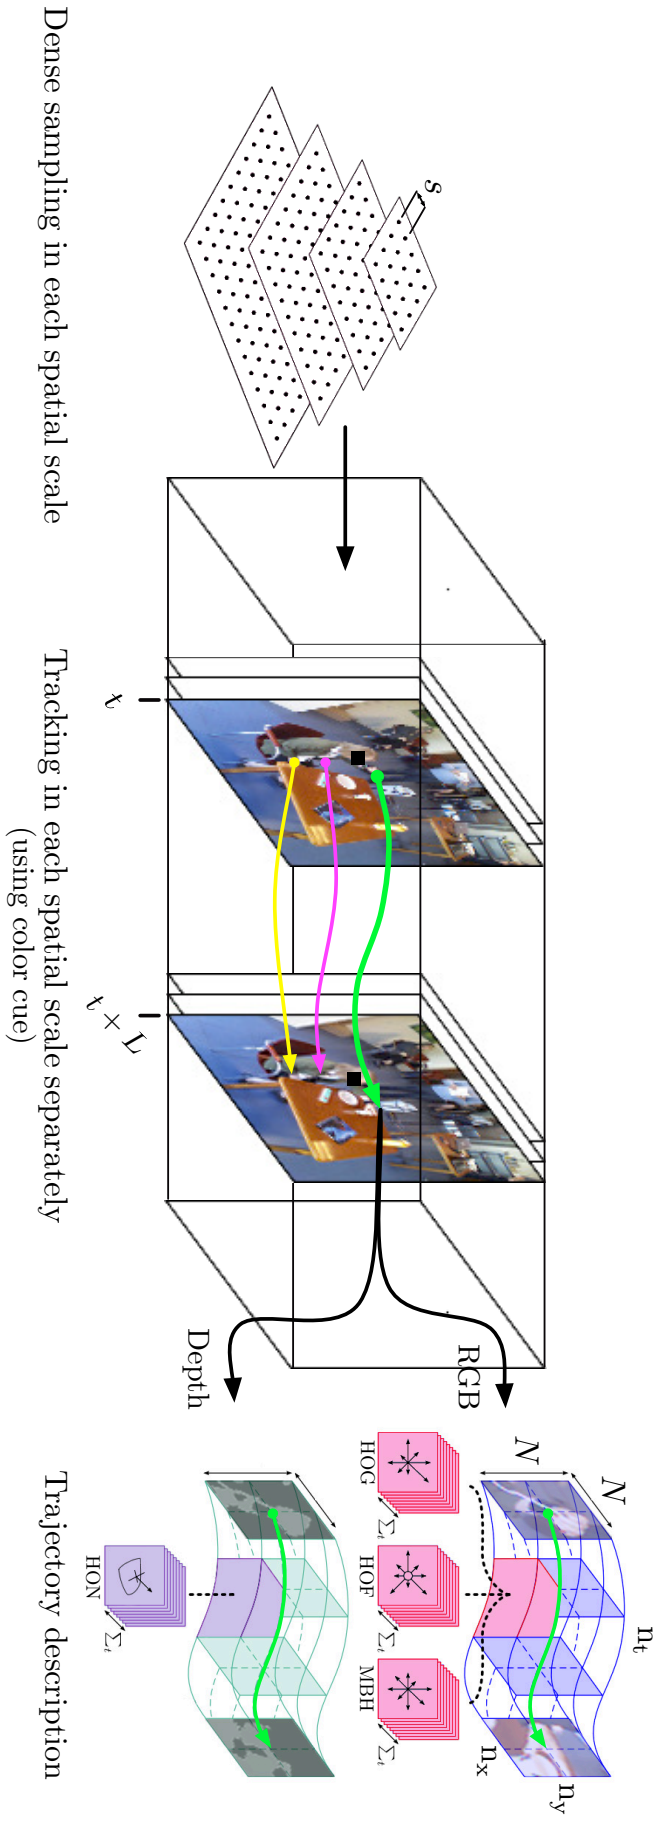 s
Dense sampling in each spatial scale
t
t + L
Tracking in each spatial scale separately
(using color cue)
RGB
Depth
N
N
n_t
n_x
n_y
HOG
Σ_t
HOF
Σ_t
MBH
Σ_t
HON
Σ_t
Trajectory description